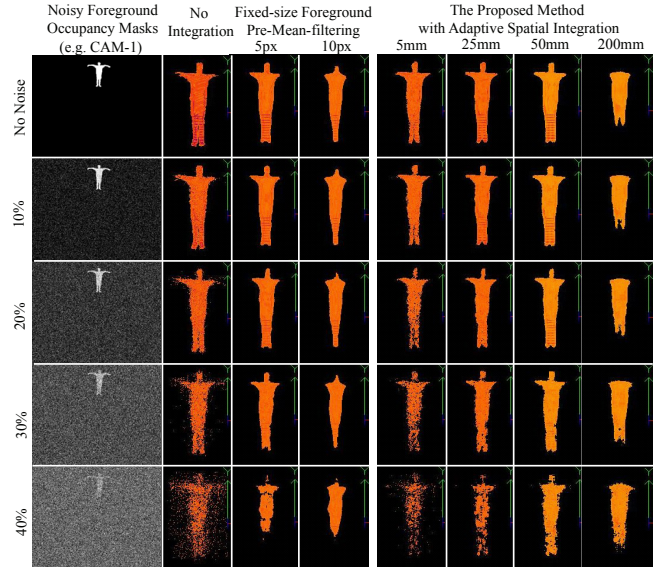 Noisy Foreground
Occupancy Masks
(e.g. CAM-1)
No
Integration
Fixed-size Foreground
Pre-Mean-filtering
5px 10px
The Proposed Method
with Adaptive Spatial Integration
5mm 25mm 50mm 200mm
No Noise
10%
20%
30%
40%